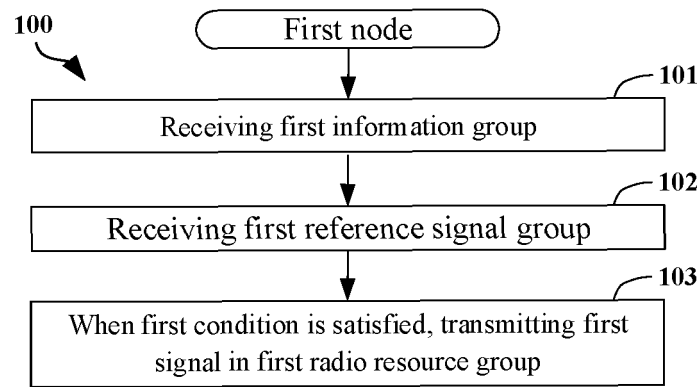 100
First node
101
Receiving first information group
102
Receiving first reference signal group
103
When first condition is satisfied, transmitting first
signal in first radio resource group